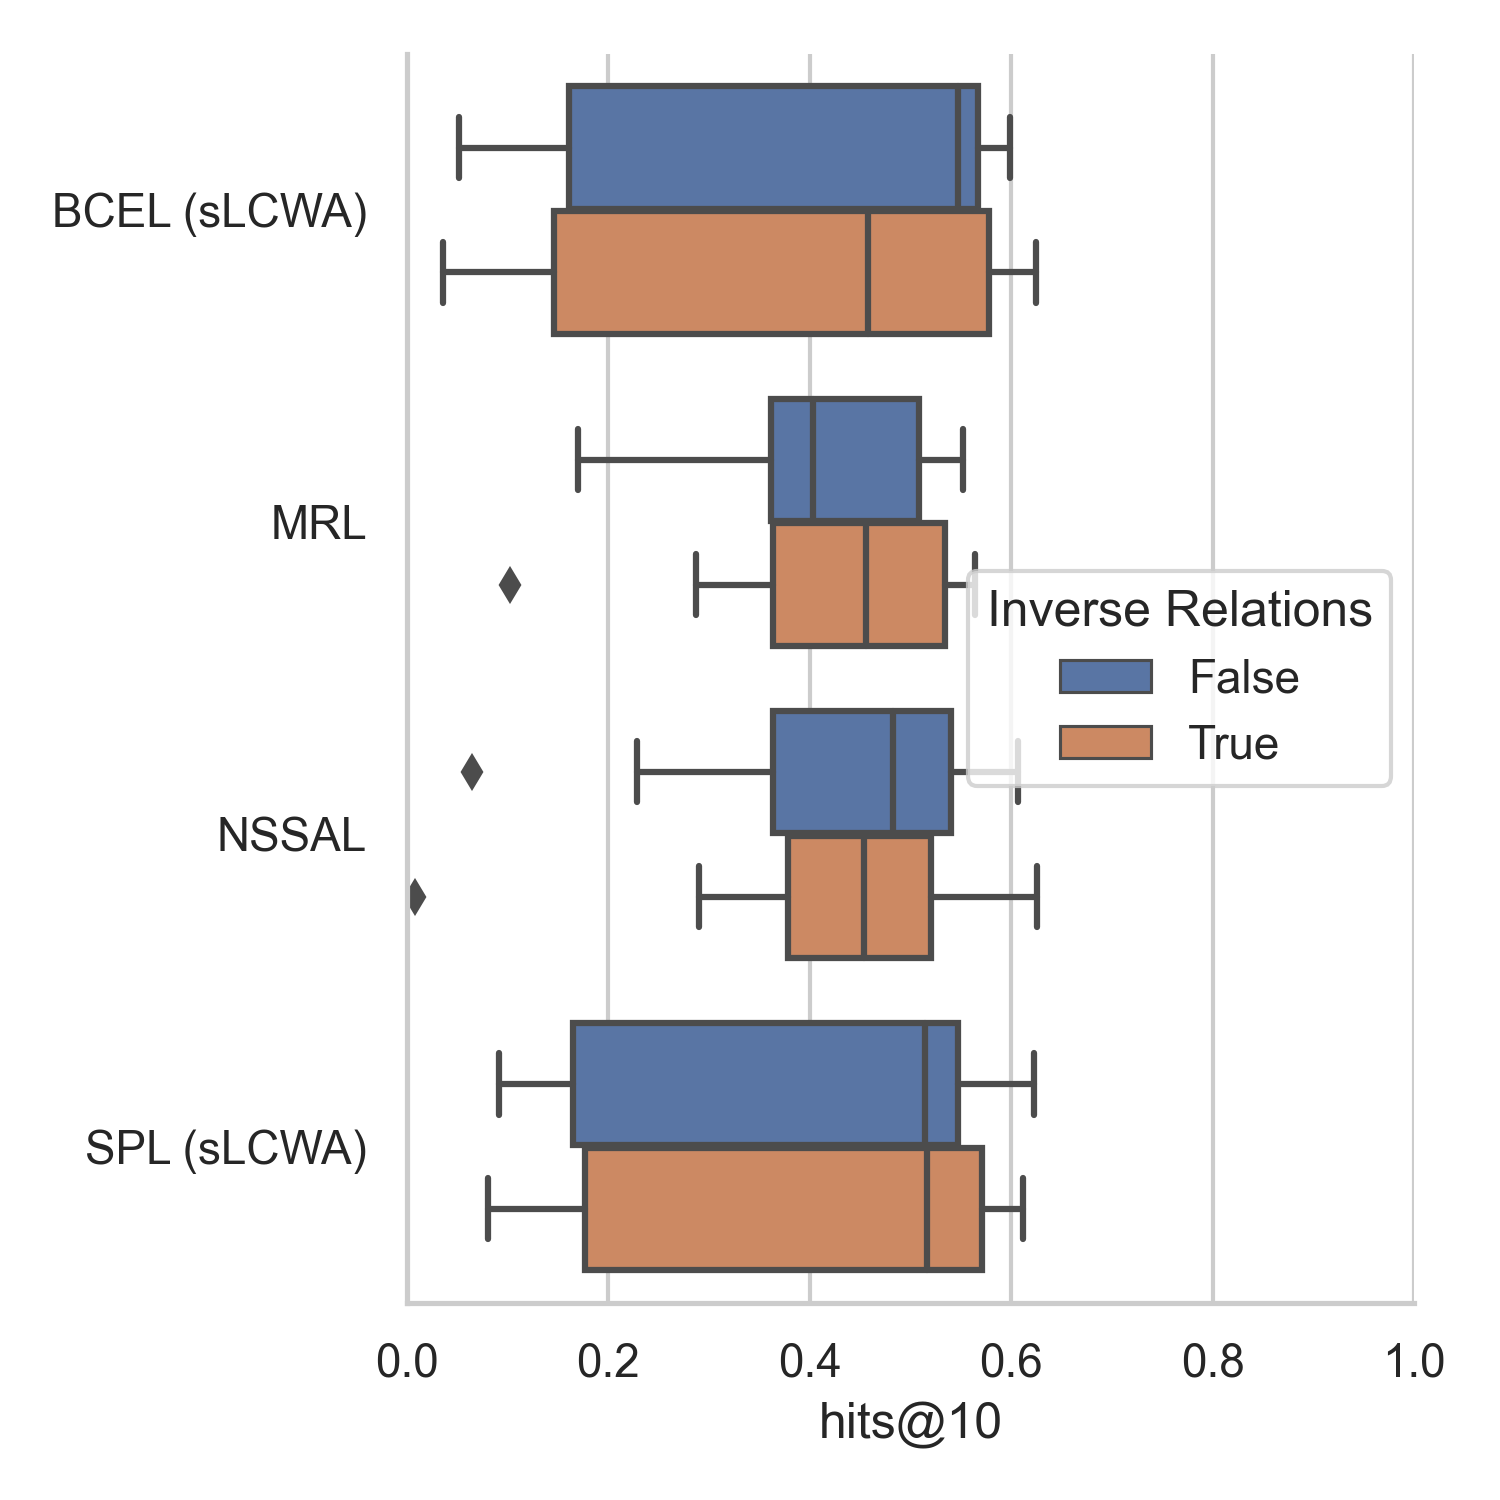 BCEL (sLCWA)
MRL
Inverse Relations
False
True
NSSAL
SPL (sLCWA)
0.0 0.2 0.4 0.6 0.8 1.0
hits@10